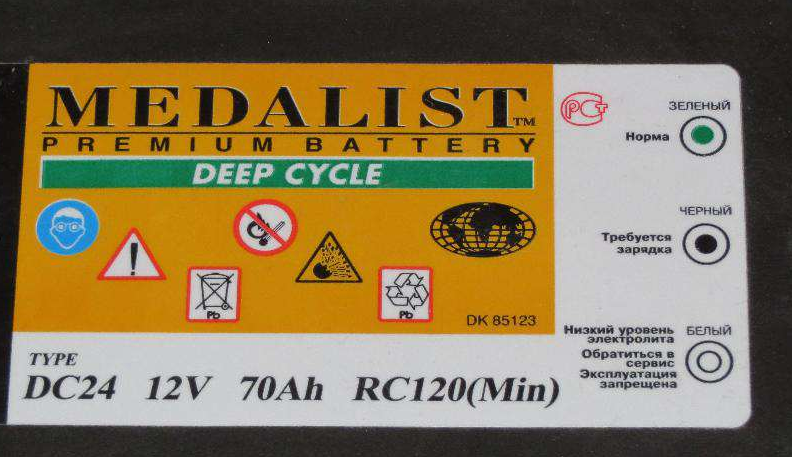 MEDALIST™
PREMIUM BATTERY
DEEP CYCLE
Pb
Pb
DK 85123
TYPE
DC24 12V 70Ah RC120(Min)
РСТ
ЗЕЛЕНЫЙ
Норма
ЧЕРНЫЙ
Требуется
зарядка
БЕЛЫЙ
Низкий уровень
электролита
Обратиться в
сервис
Эксплуатация
запрещена